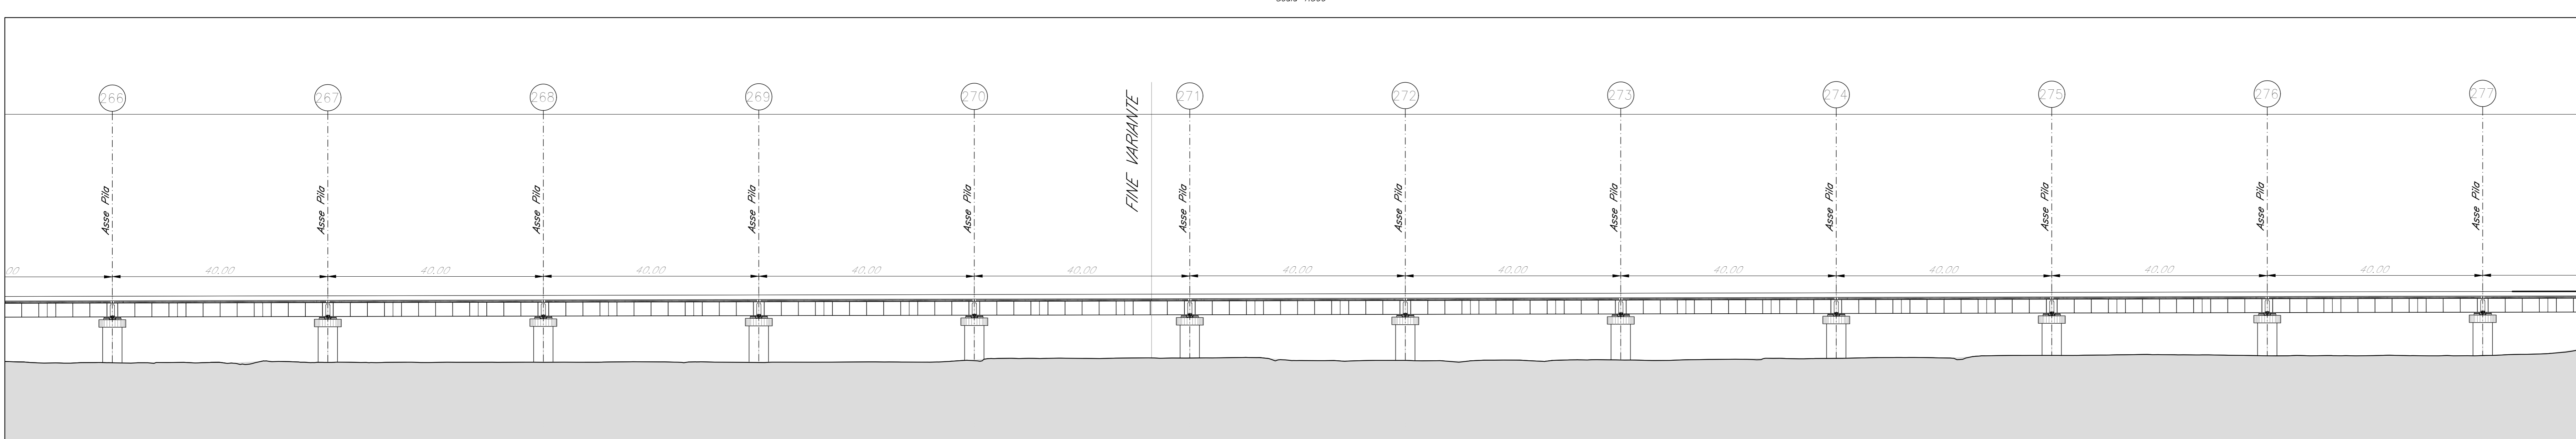 266 267 268 269 270 271 272 273 274 275 276 277
FINE VARIANTE
Asse Pila Asse Pila Asse Pila Asse Pila Asse Pila Asse Pila Asse Pila Asse Pila Asse Pila Asse Pila Asse Pila Asse Pila
.00 40.00 40.00 40.00 40.00 40.00 40.00 40.00 40.00 40.00 40.00 40.00